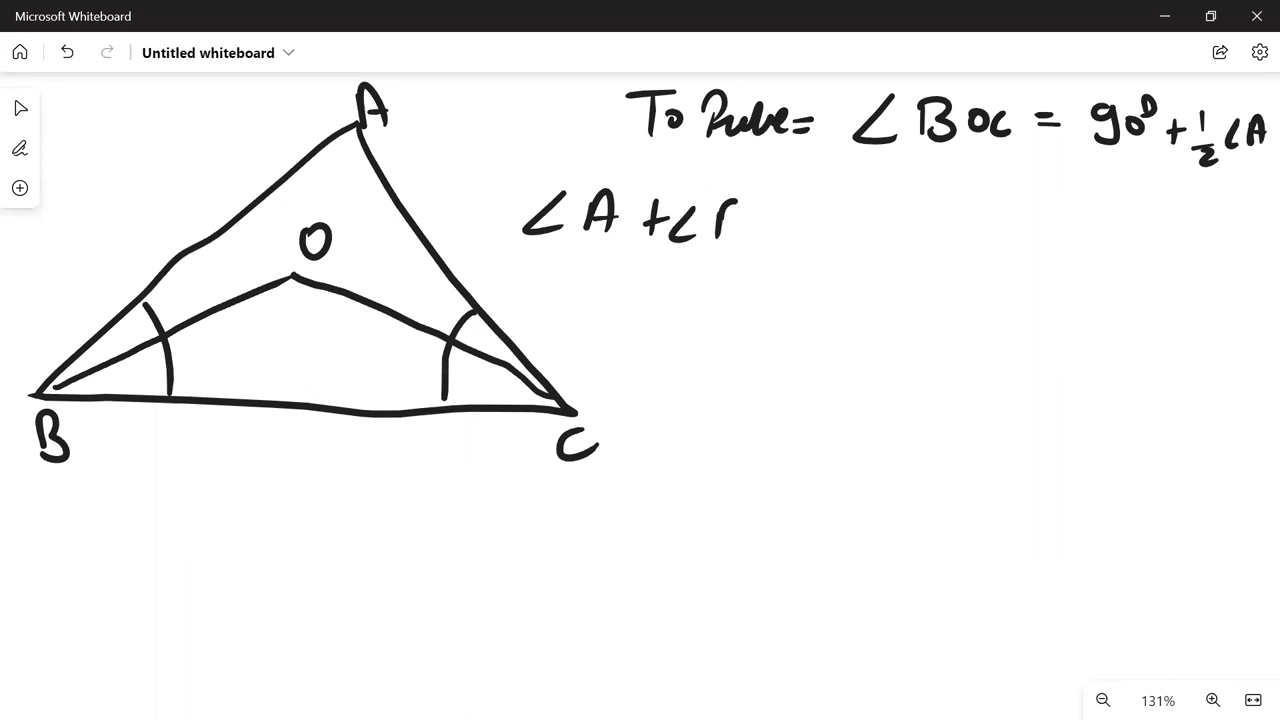 Microsoft Whiteboard
Untitled whiteboard
To Prove = ∠BOC = 90° + 1/2 ∠A
∠A + ∠
A
O
B
C
131%